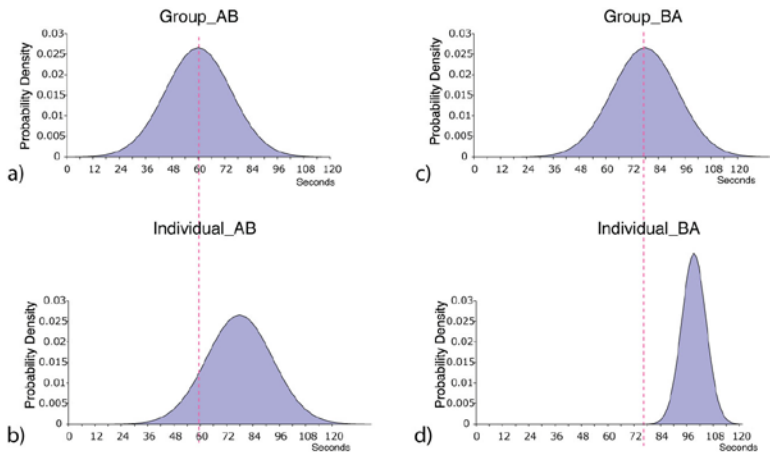 Group_AB
Probability Density
0.03
0.025
0.02
0.015
0.01
0.005
0
0 12 24 36 48 60 72 84 96 108 120
Seconds
a)
Group_BA
Probability Density
0.03
0.025
0.02
0.015
0.01
0.005
0
0 12 24 36 48 60 72 84 96 108 120
Seconds
c)
Individual_AB
Probability Density
0.03
0.025
0.02
0.015
0.01
0.005
0
0 12 24 36 48 60 72 84 96 108 120
Seconds
b)
Individual_BA
Probability Density
0.03
0.025
0.02
0.015
0.01
0.005
0
0 12 24 36 48 60 72 84 96 108 120
Seconds
d)